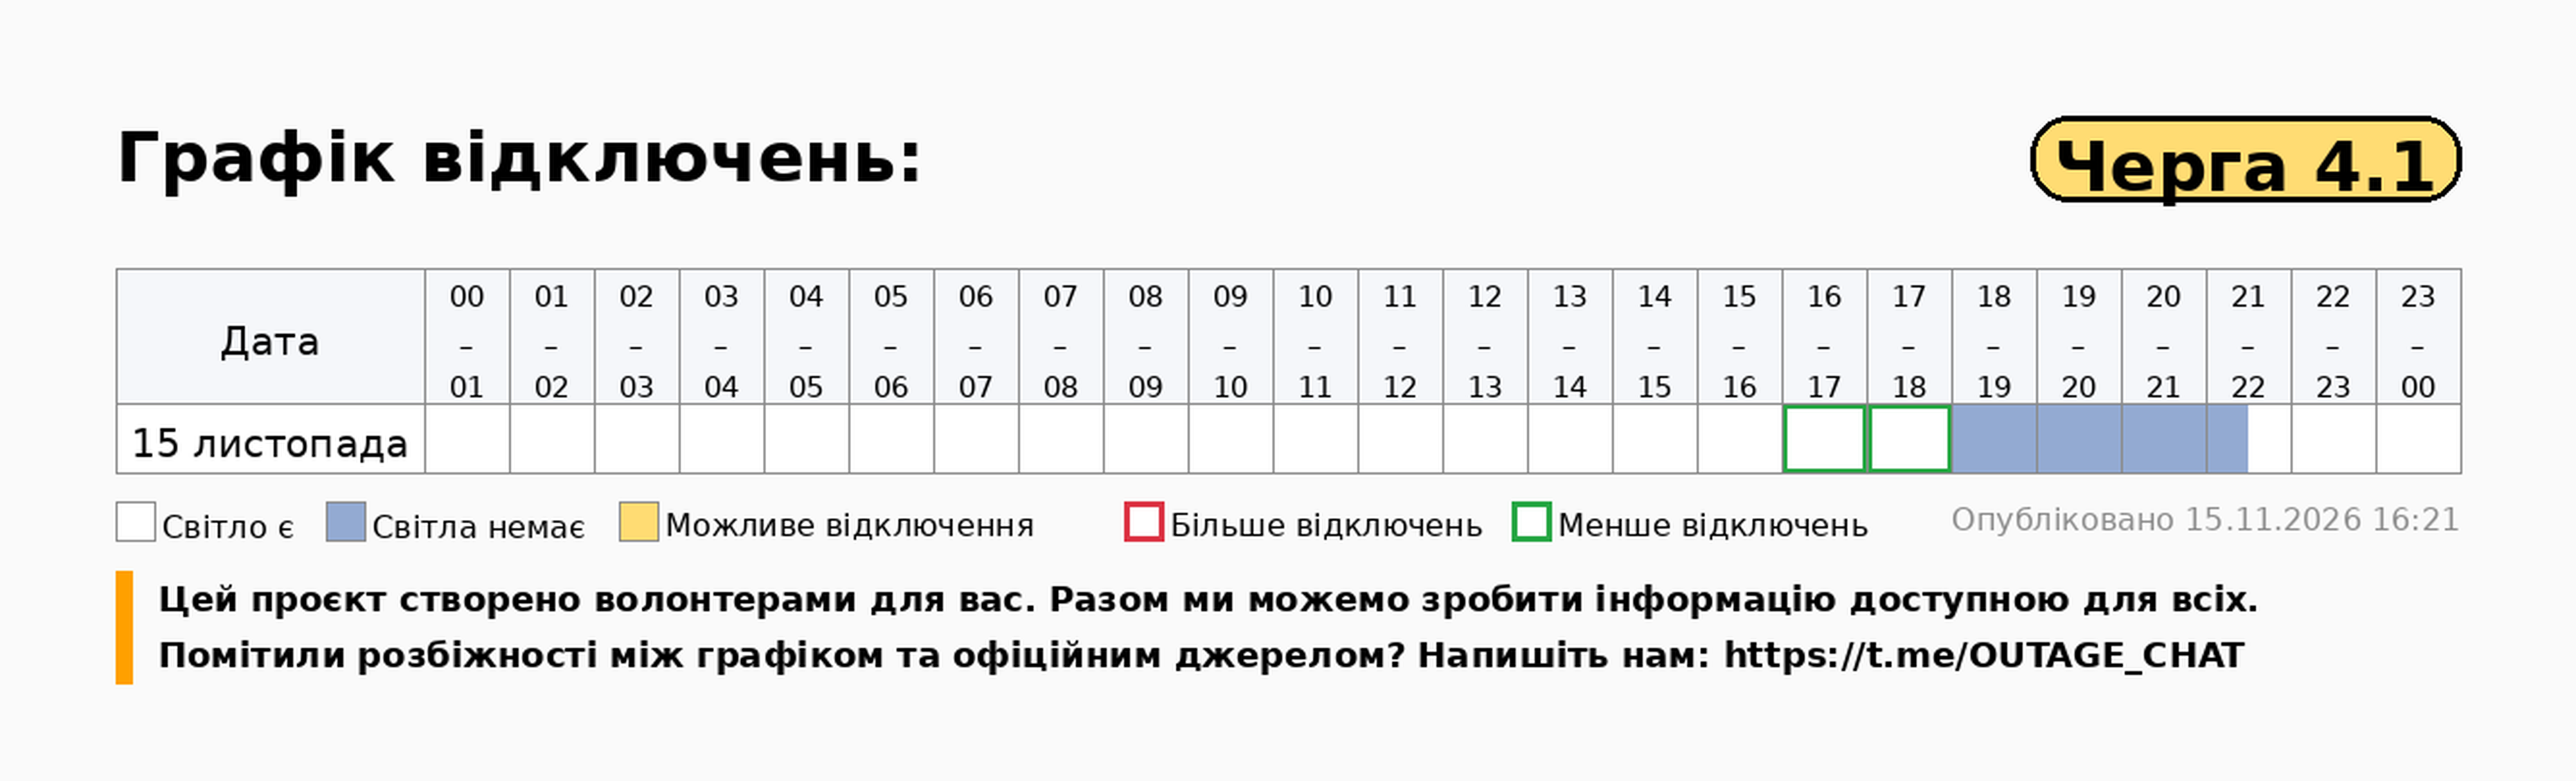 Графік відключень:
Черга 4.1
Дата
00 – 01
01 – 02
02 – 03
03 – 04
04 – 05
05 – 06
06 – 07
07 – 08
08 – 09
09 – 10
10 – 11
11 – 12
12 – 13
13 – 14
14 – 15
15 – 16
16 – 17
17 – 18
18 – 19
19 – 20
20 – 21
21 – 22
22 – 23
23 – 00
15 листопада
Світло є
Світла немає
Можливе відключення
Більше відключень
Менше відключень
Опубліковано 15.11.2026 16:21
Цей проєкт створено волонтерами для вас. Разом ми можемо зробити інформацію доступною для всіх.
Помітили розбіжності між графіком та офіційним джерелом? Напишіть нам: https://t.me/OUTAGE_CHAT